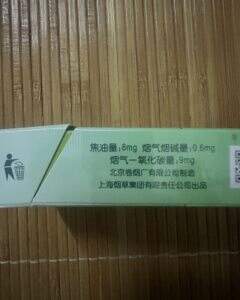 焦油量:8mg 烟气烟碱量:0.6mg
烟气一氧化碳量:9mg
北京卷烟厂有限公司制造
上海烟草集团有限责任公司出品